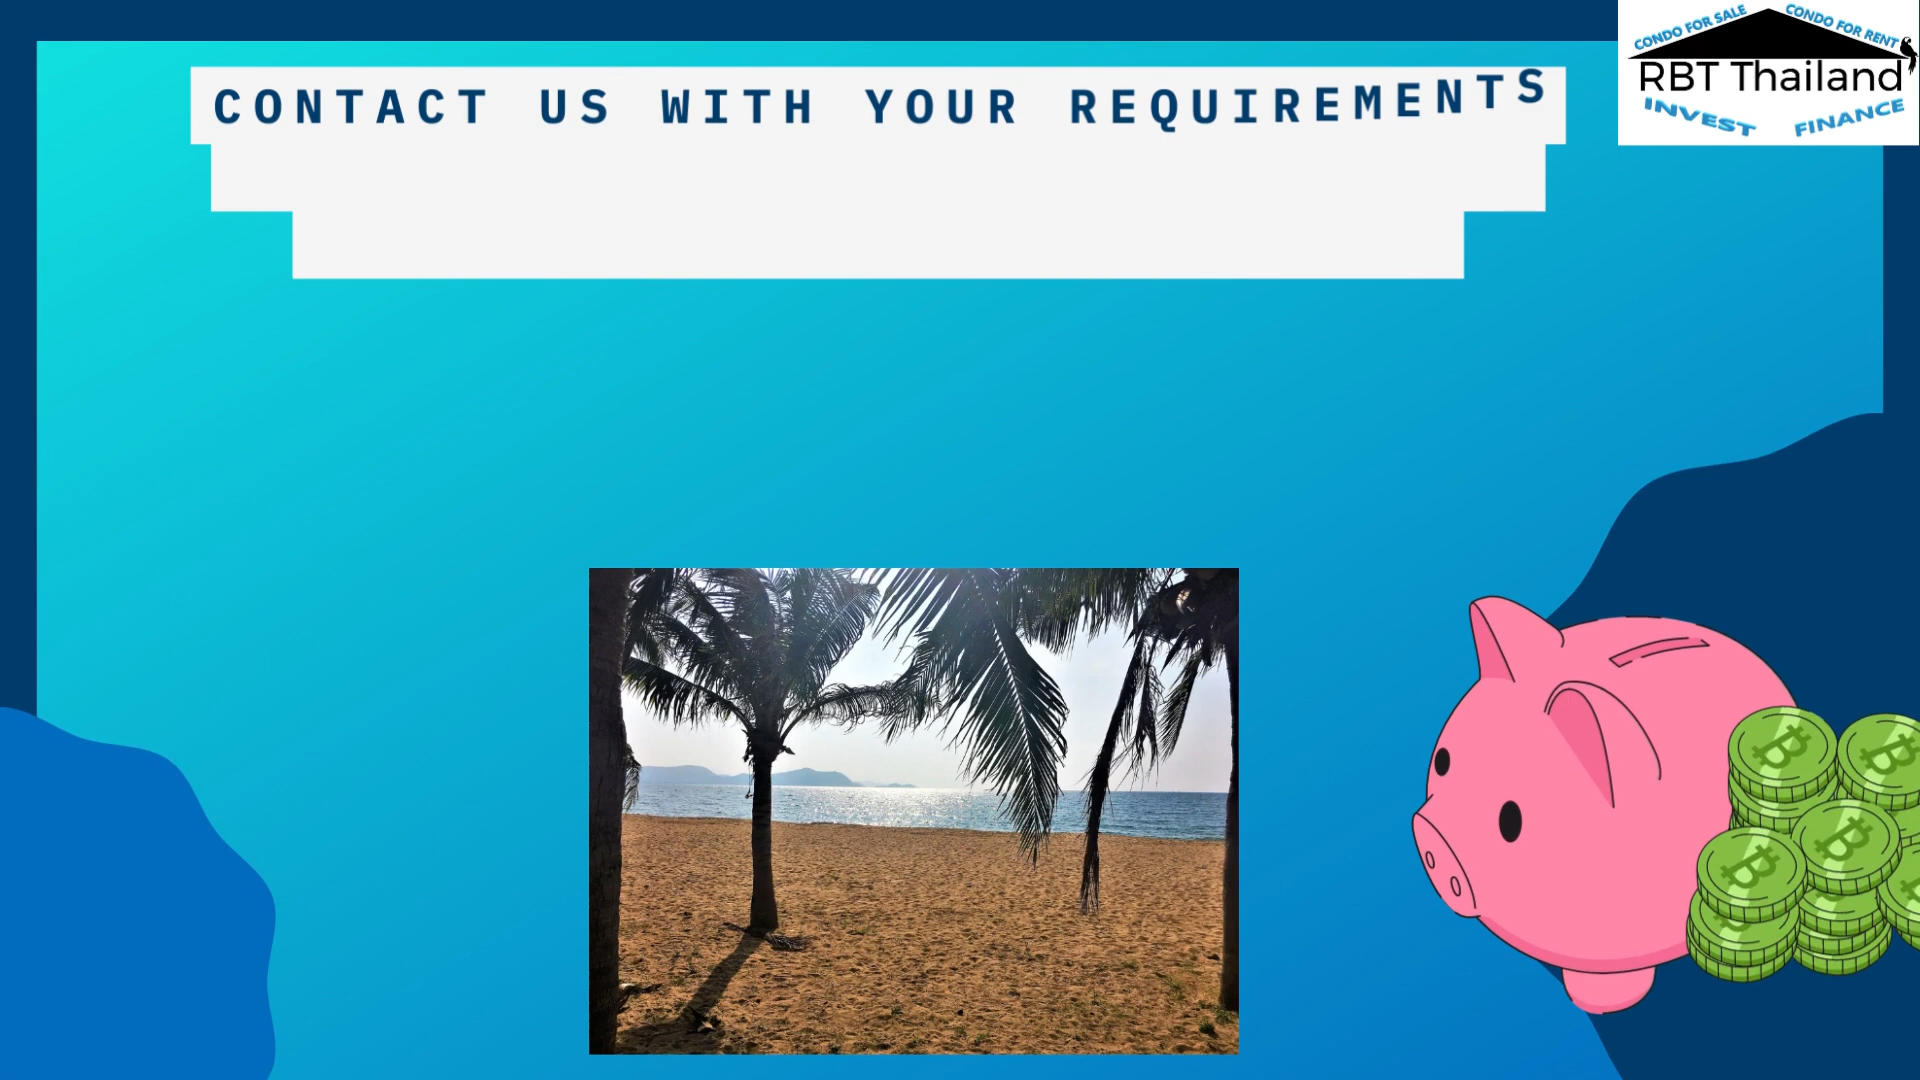 CONTACT US WITH YOUR REQUIREMENTS
CONDO FOR SALE CONDO FOR RENT
RBT Thailand
INVEST FINANCE